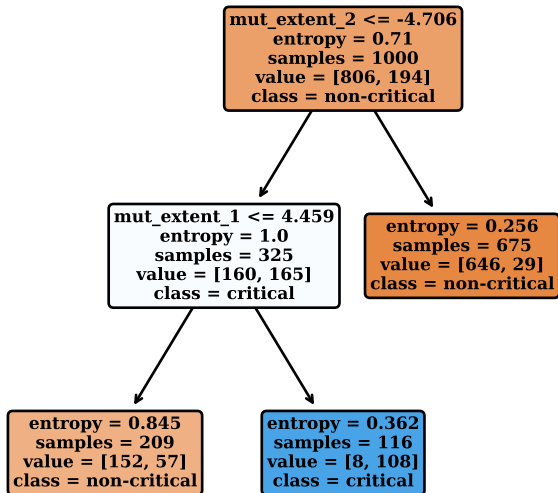 mut_extent_2 <= -4.706
entropy = 0.71
samples = 1000
value = [806, 194]
class = non-critical
mut_extent_1 <= 4.459
entropy = 1.0
samples = 325
value = [160, 165]
class = critical
entropy = 0.256
samples = 675
value = [646, 29]
class = non-critical
entropy = 0.845
samples = 209
value = [152, 57]
class = non-critical
entropy = 0.362
samples = 116
value = [8, 108]
class = critical